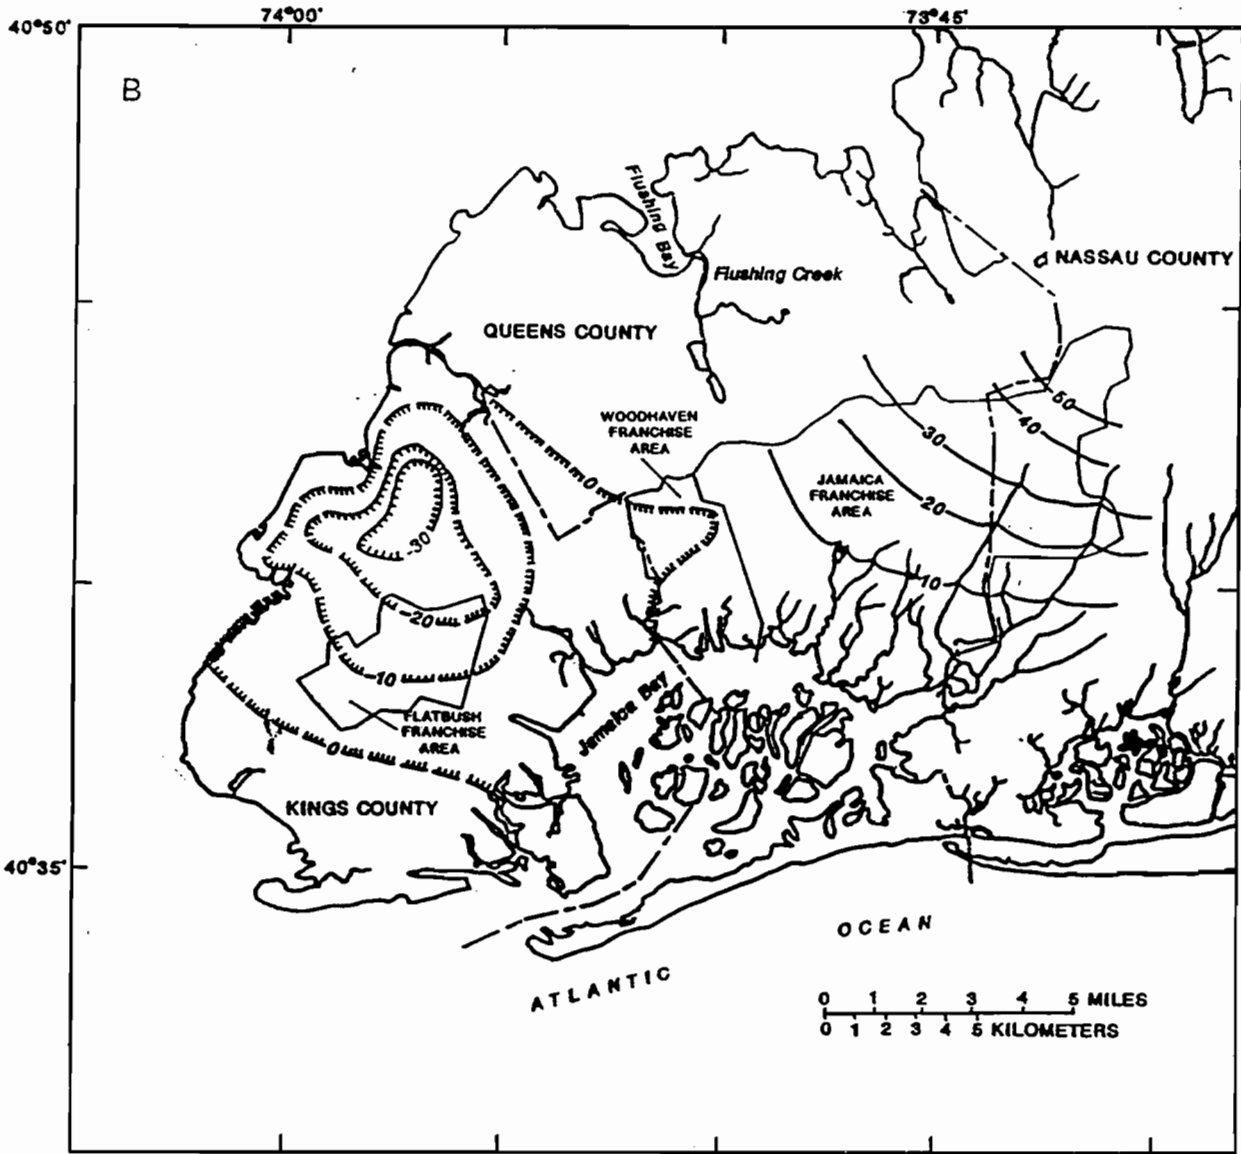 74°00'
73°45'
40°50'
B
Flushing Bay
NASSAU COUNTY
Flushing Creek
QUEENS COUNTY
50
WOODHAVEN
FRANCHISE
AREA
40
30
0
JAMAICA
FRANCHISE
AREA
20
-30
10
-20
-10
Jamaica Bay
FLATBUSH
FRANCHISE
AREA
0
KINGS COUNTY
40°35'
OCEAN
ATLANTIC
0 1 2 3 4 5 MILES
0 1 2 3 4 5 KILOMETERS